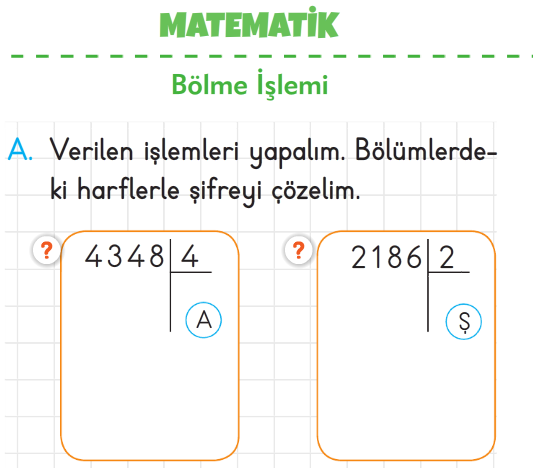 MATEMATİK
Bölme İşlemi
A. Verilen işlemleri yapalım. Bölümlerde-
ki harflerle şifreyi çözelim.
? 4348 4 ? 2186 2
A Ş